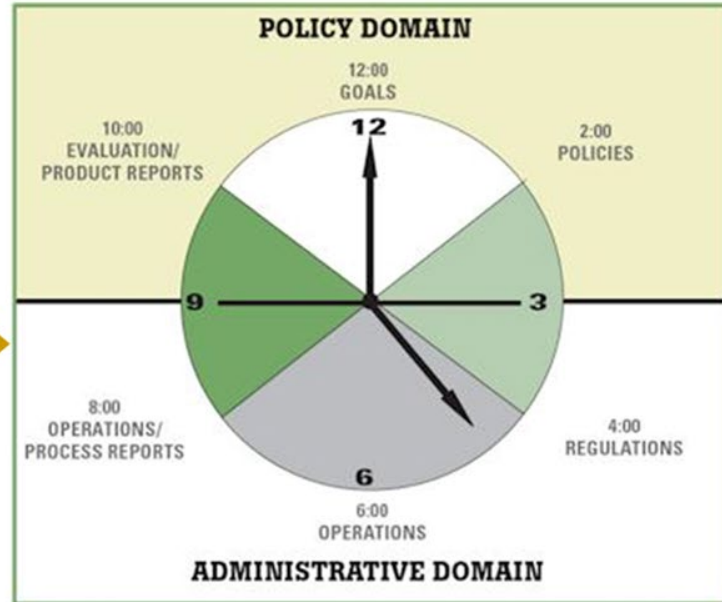 POLICY DOMAIN
12:00
GOALS
10:00
EVALUATION/
PRODUCT REPORTS
2:00
POLICIES
12
9
3
6
8:00
OPERATIONS/
PROCESS REPORTS
4:00
REGULATIONS
6:00
OPERATIONS
ADMINISTRATIVE DOMAIN